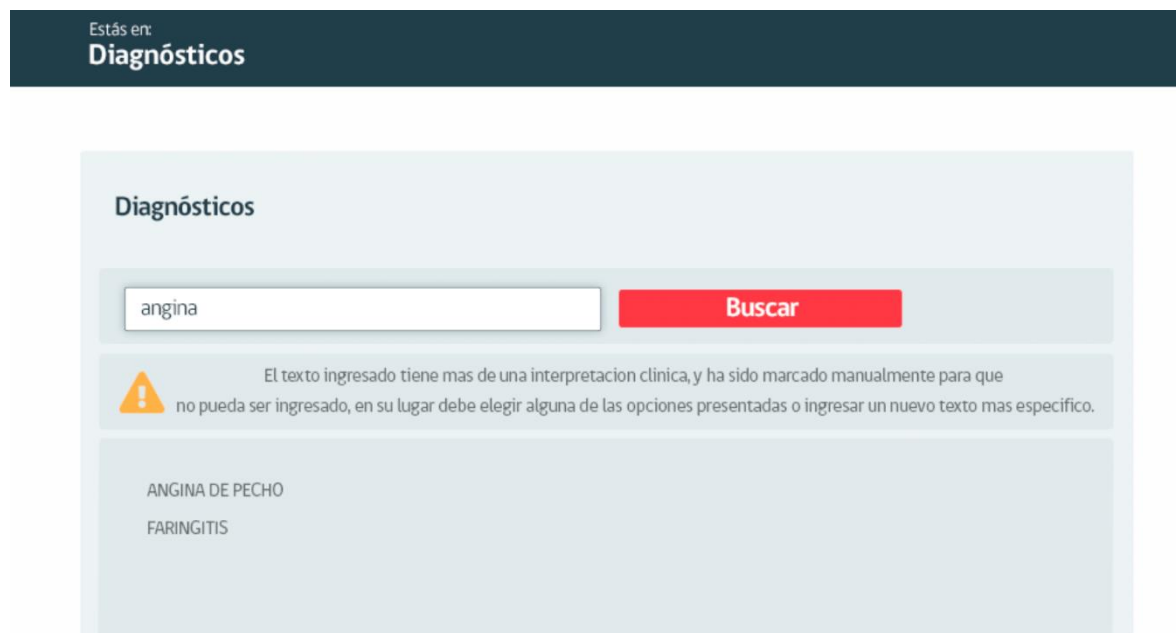 Estás en:
Diagnósticos
Diagnósticos
angina
Buscar
El texto ingresado tiene mas de una interpretacion clinica, y ha sido marcado manualmente para que
no pueda ser ingresado, en su lugar debe elegir alguna de las opciones presentadas o ingresar un nuevo texto mas especifico.
ANGINA DE PECHO
FARINGITIS